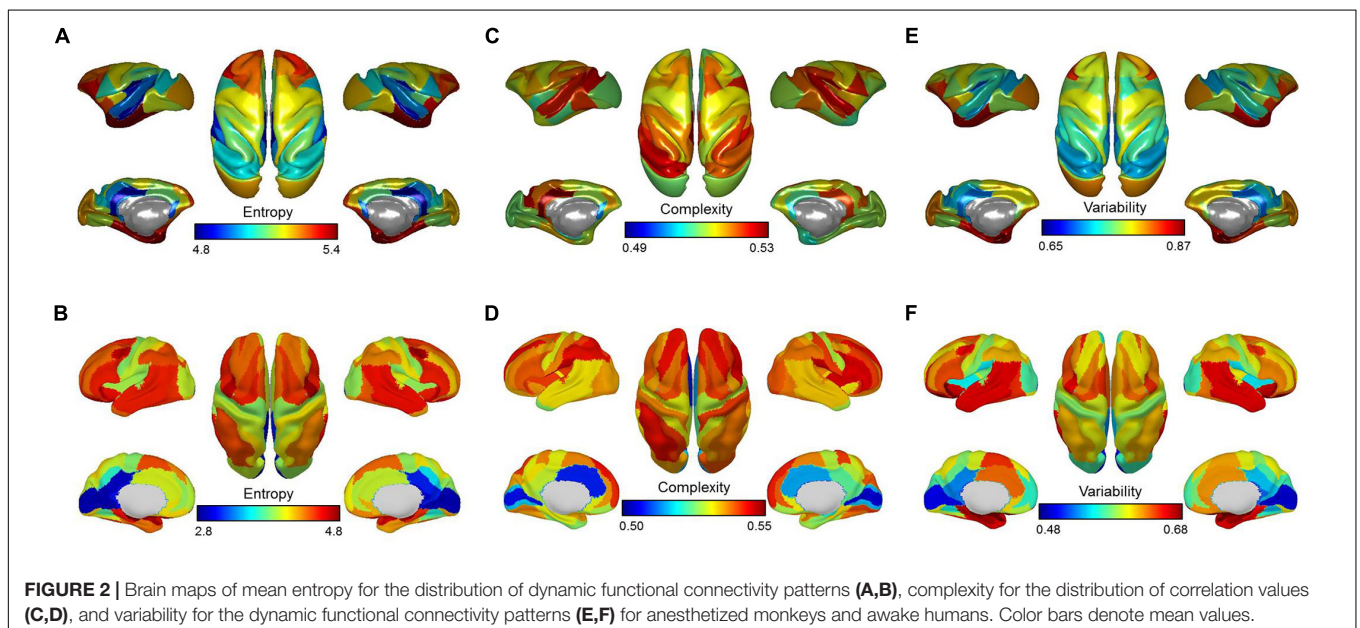 A
C
E
Entropy
4.8 5.4
Complexity
0.49 0.53
Variability
0.65 0.87
B
D
F
Entropy
2.8 4.8
Complexity
0.50 0.55
Variability
0.48 0.68
FIGURE 2 | Brain maps of mean entropy for the distribution of dynamic functional connectivity patterns (A,B), complexity for the distribution of correlation values
(C,D), and variability for the dynamic functional connectivity patterns (E,F) for anesthetized monkeys and awake humans. Color bars denote mean values.